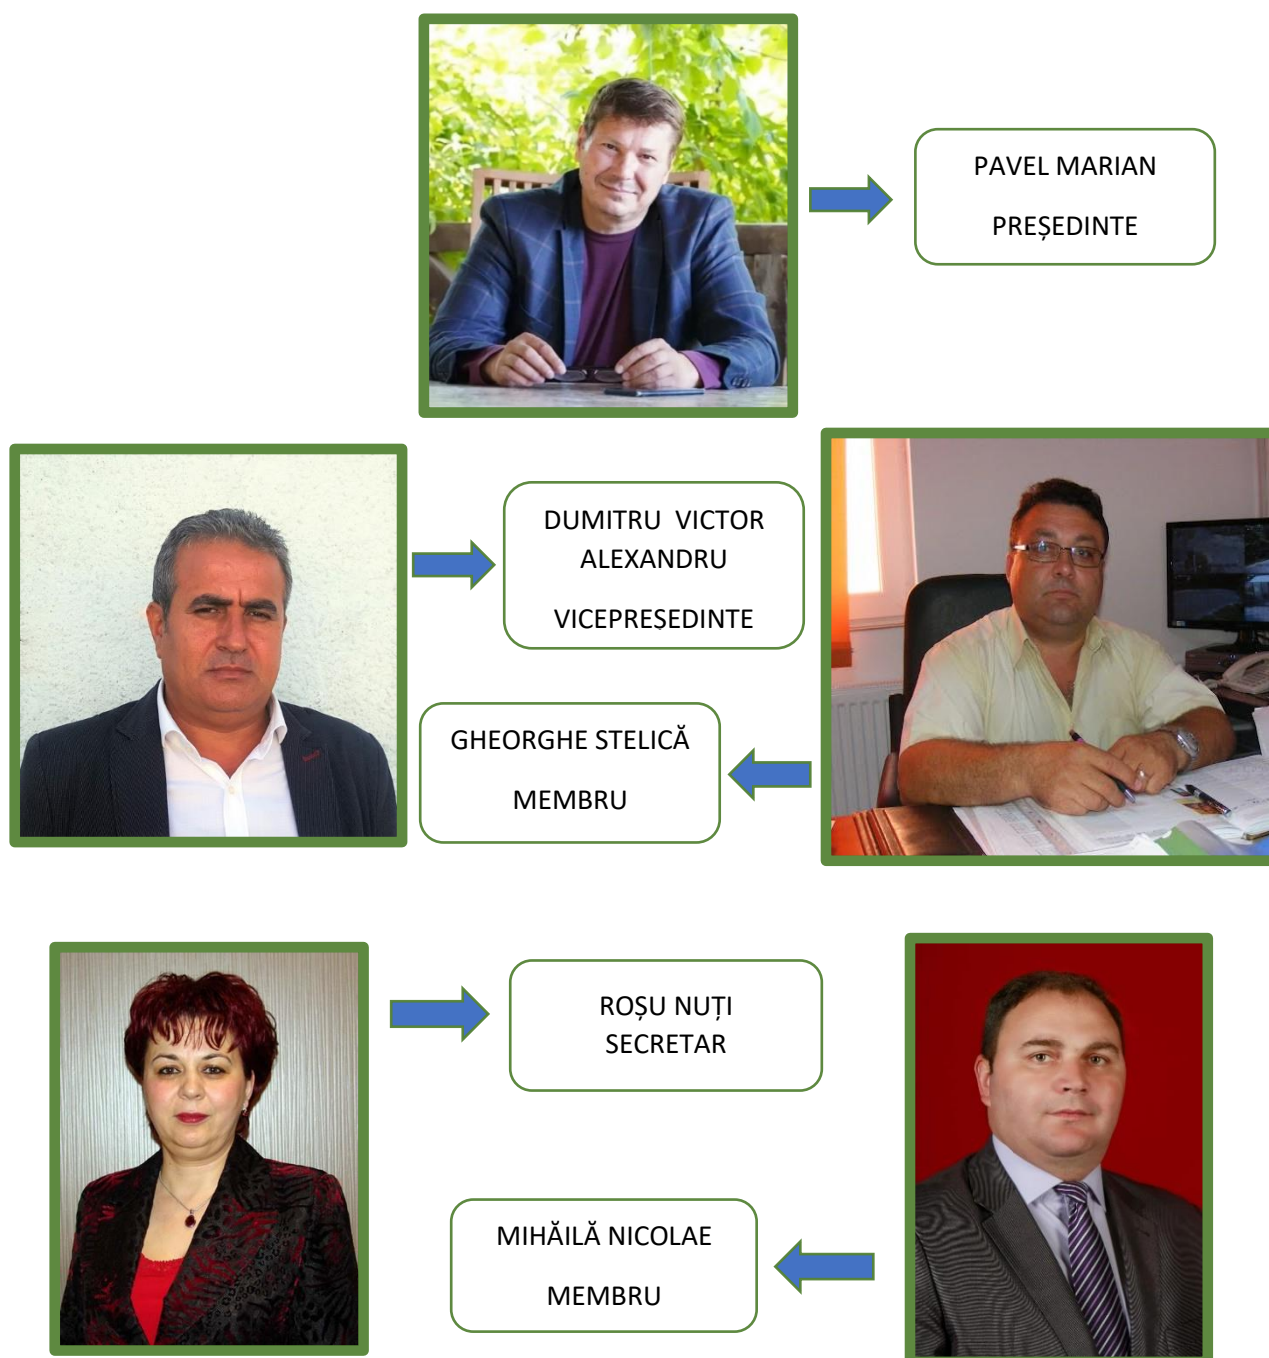 PAVEL MARIAN
PREȘEDINTE
DUMITRU VICTOR
ALEXANDRU
VICEPREȘEDINTE
GHEORGHE STELICĂ
MEMBRU
ROȘU NUȚI
SECRETAR
MIHĂILĂ NICOLAE
MEMBRU